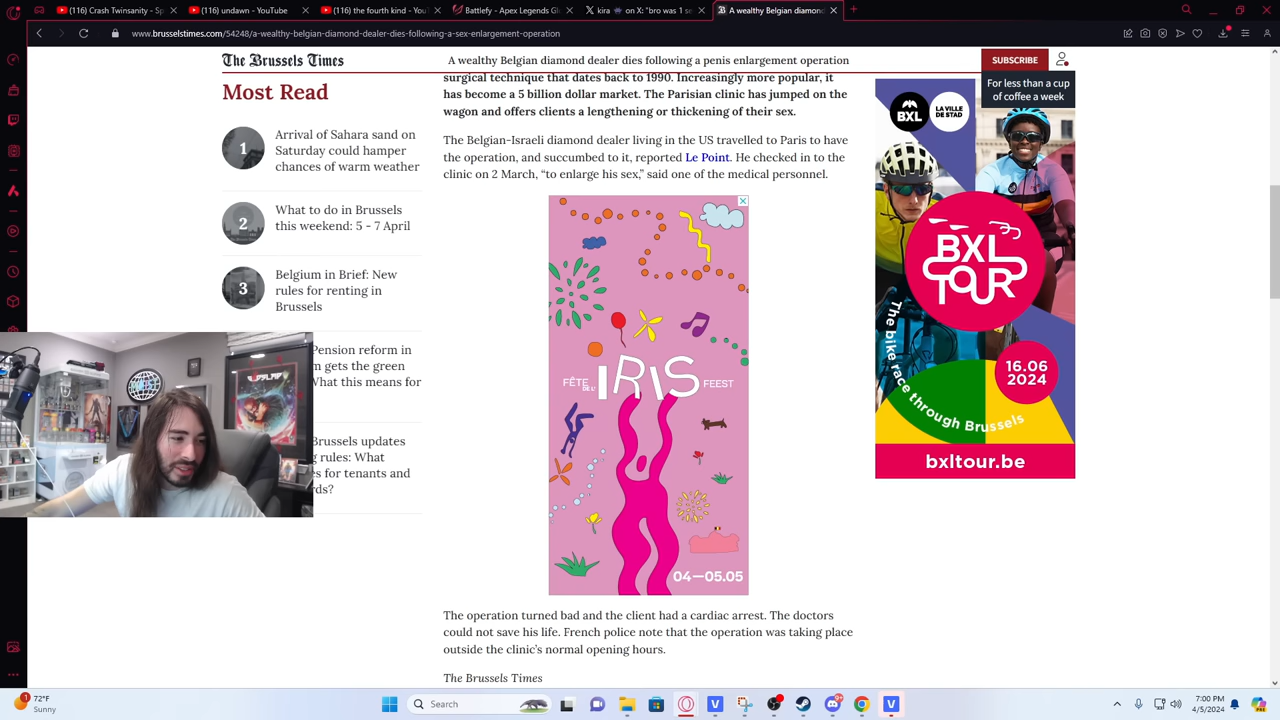 (116) Crash Twinsanity - Sp
(116) undawn - YouTube
(116) the fourth kind - You
Battlefy - Apex Legends G
kira on X: "bro was 1 se
A wealthy Belgian diamond
www.brusselstimes.com/54248/a-wealthy-belgian-diamond-dealer-dies-following-a-sex-enlargement-operation
The Brussels Times
A wealthy Belgian diamond dealer dies following a penis enlargement operation
SUBSCRIBE
For less than a cup
of coffee a week
Most Read
1
Arrival of Sahara sand on
Saturday could hamper
chances of warm weather
2
What to do in Brussels
this weekend: 5 - 7 April
3
Belgium in Brief: New
rules for renting in
Brussels
Pension reform in
m gets the green
What this means for
Brussels updates
g rules: What
es for tenants and
rds?
surgical technique that dates back to 1990. Increasingly more popular, it
has become a 5 billion dollar market. The Parisian clinic has jumped on the
wagon and offers clients a lengthening or thickening of their sex.
The Belgian-Israeli diamond dealer living in the US travelled to Paris to have
the operation, and succumbed to it, reported Le Point. He checked in to the
clinic on 2 March, “to enlarge his sex,” said one of the medical personnel.
FÊTE DE L' IRIS FEEST
04—05.05
The operation turned bad and the client had a cardiac arrest. The doctors
could not save his life. French police note that the operation was taking place
outside the clinic’s normal opening hours.
The Brussels Times
BXL
LA VILLE
DE STAD
BXL
TOUR
The bike race through Brussels
16.06
2024
bxltour.be
1
72°F
Sunny
Search
9+
7:00 PM
4/5/2024